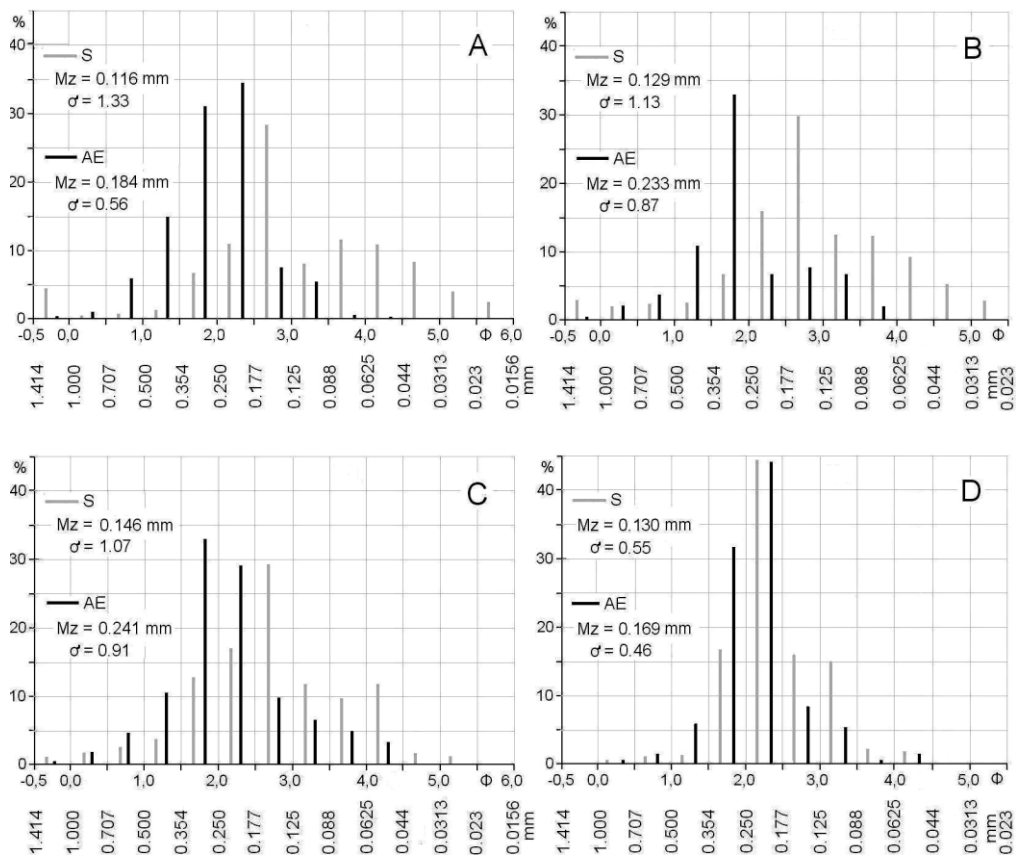 %
40
30
20
10
0
A
S
Mz = 0.116 mm
σ = 1.33
AE
Mz = 0.184 mm
σ = 0.56
-0,5 0,0 1,0 2,0 3,0 4,0 5,0 Φ 6,0
1.414 1.000 0.707 0.500 0.354 0.250 0.177 0.125 0.088 0.0625 0.044 0.0313 0.023 0.0156 mm
%
40
30
20
10
0
B
S
Mz = 0.129 mm
σ = 1.13
AE
Mz = 0.233 mm
σ = 0.87
-0,5 0,0 1,0 2,0 3,0 4,0 5,0 Φ
1.414 1.000 0.707 0.500 0.354 0.250 0.177 0.125 0.088 0.0625 0.044 0.0313 mm 0.023
%
40
30
20
10
0
C
S
Mz = 0.146 mm
σ = 1.07
AE
Mz = 0.241 mm
σ = 0.91
-0,5 0,0 1,0 2,0 3,0 4,0 5,0 Φ 6,0
1.414 1.000 0.707 0.500 0.354 0.250 0.177 0.125 0.088 0.0625 0.044 0.0313 0.023 0.0156 mm
%
40
30
20
10
0
D
S
Mz = 0.130 mm
σ = 0.55
AE
Mz = 0.169 mm
σ = 0.46
-0,5 0,0 1,0 2,0 3,0 4,0 5,0 Φ
1.414 1.000 0.707 0.500 0.354 0.250 0.177 0.125 0.088 0.0625 0.044 0.0313 mm 0.023